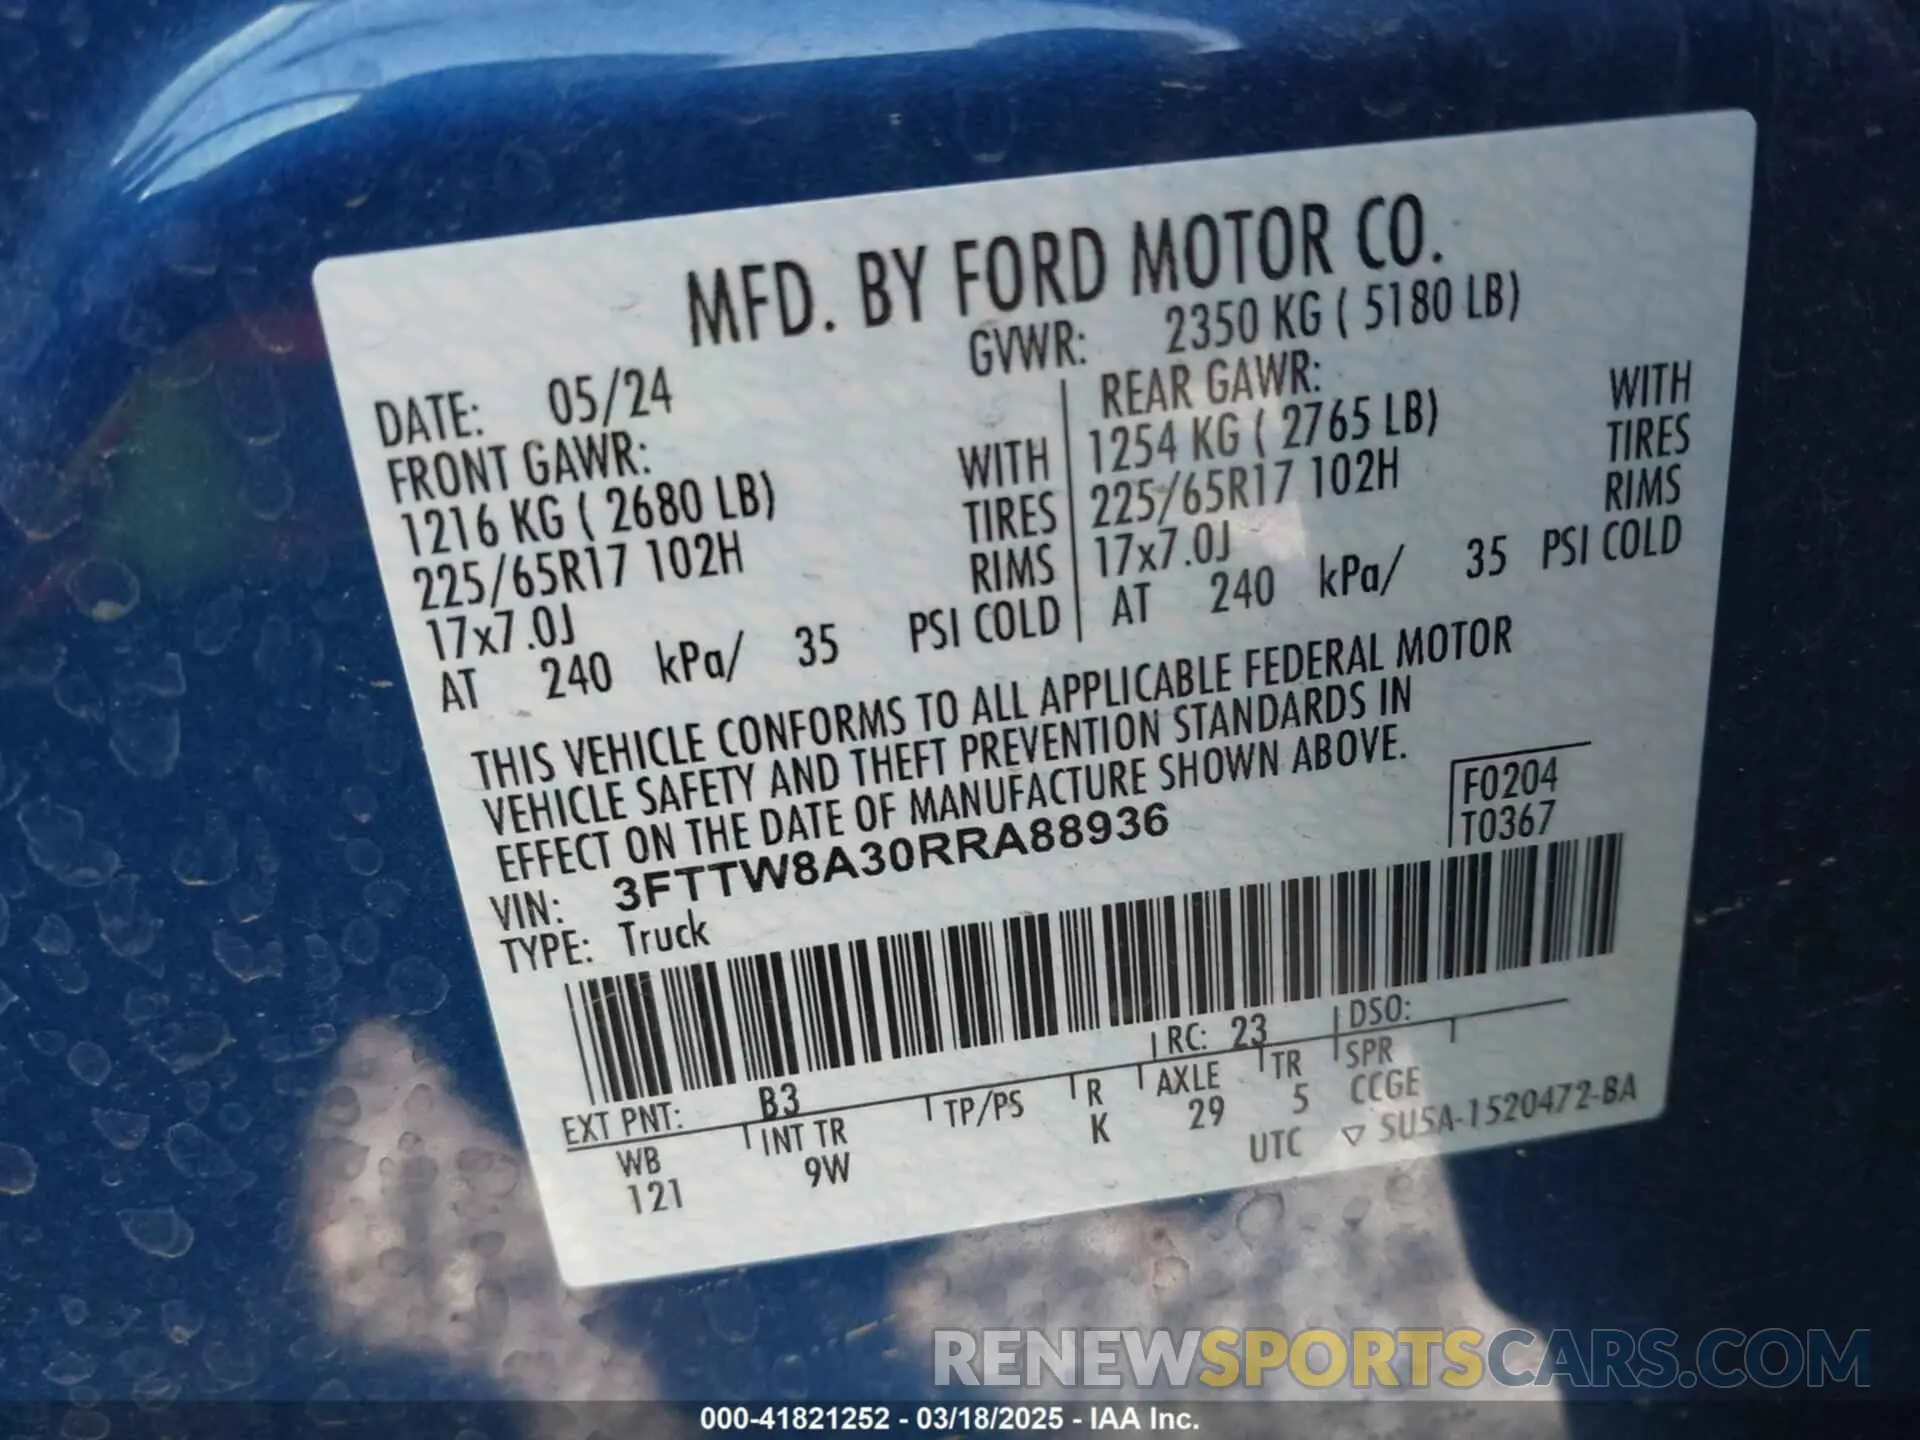 MFD. BY FORD MOTOR CO.
DATE: 05/24 GVWR: 2350 KG ( 5180 LB)
FRONT GAWR:
1216 KG ( 2680 LB) WITH
225/65R17 102H TIRES
17x7.0J RIMS
AT 240 kPa/ 35 PSI COLD
REAR GAWR:
1254 KG ( 2765 LB) WITH
225/65R17 102H TIRES
17x7.0J RIMS
AT 240 kPa/ 35 PSI COLD
THIS VEHICLE CONFORMS TO ALL APPLICABLE FEDERAL MOTOR
VEHICLE SAFETY AND THEFT PREVENTION STANDARDS IN
EFFECT ON THE DATE OF MANUFACTURE SHOWN ABOVE.
VIN: 3FTTW8A30RRA88936
TYPE: Truck
F0204
T0367
EXT PNT: B3 RC: 23 DSO:
WB INT TR TP/PS R AXLE TR SPR
121 9W K 29 5 CCGE
UTC ▽ SU5A-1520472-BA
RENEWSPORTSCARS.COM
000-41821252 - 03/18/2025 - IAA Inc.